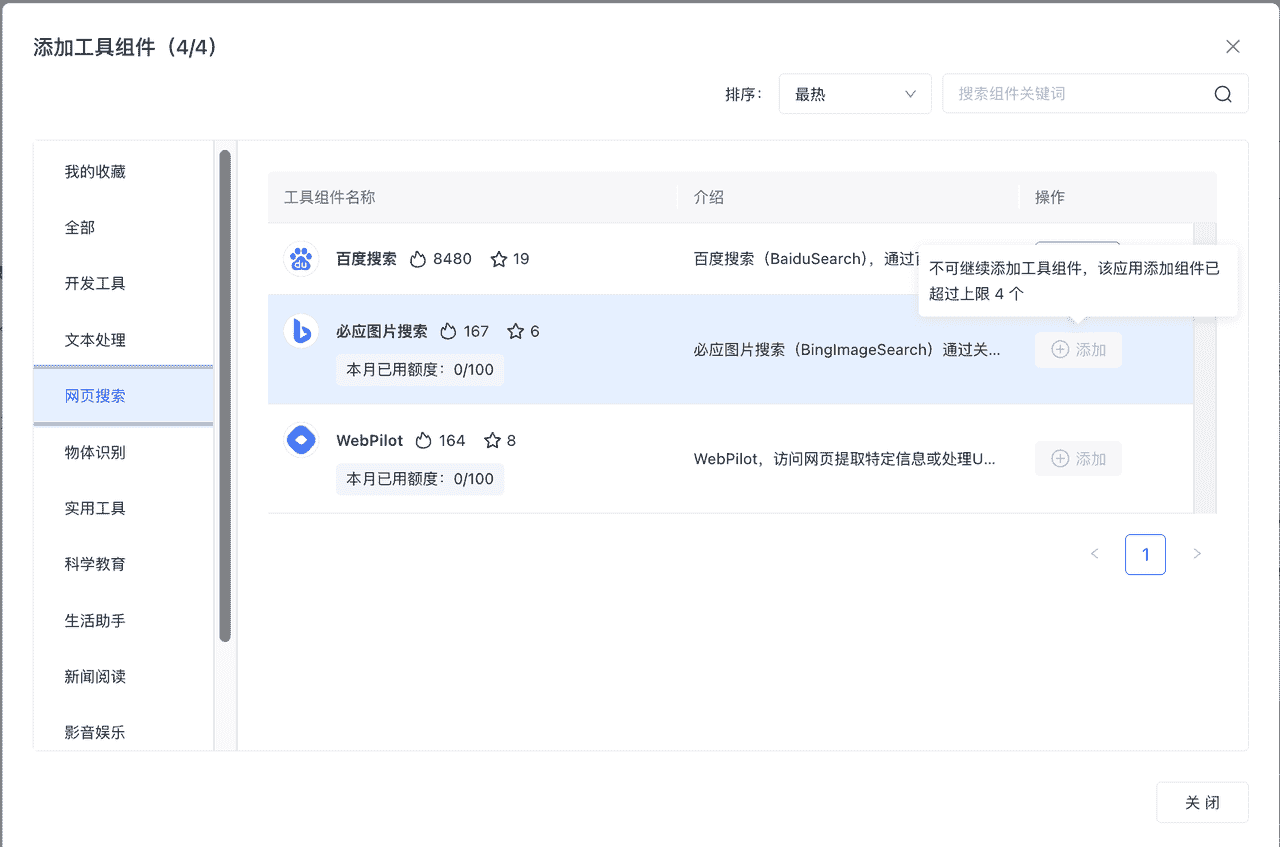 添加工具组件（4/4）
排序：
最热
搜索组件关键词
我的收藏
全部
开发工具
文本处理
网页搜索
物体识别
实用工具
科学教育
生活助手
新闻阅读
影音娱乐
工具组件名称
介绍
操作
du
百度搜索 8480 19
百度搜索（BaiduSearch），通过
不可继续添加工具组件，该应用添加组件已
超过上限 4 个
必应图片搜索 167 6
本月已用额度：0/100
必应图片搜索（BingImageSearch）通过关...
添加
WebPilot 164 8
本月已用额度：0/100
WebPilot，访问网页提取特定信息或处理U...
添加
< 1 >
关 闭